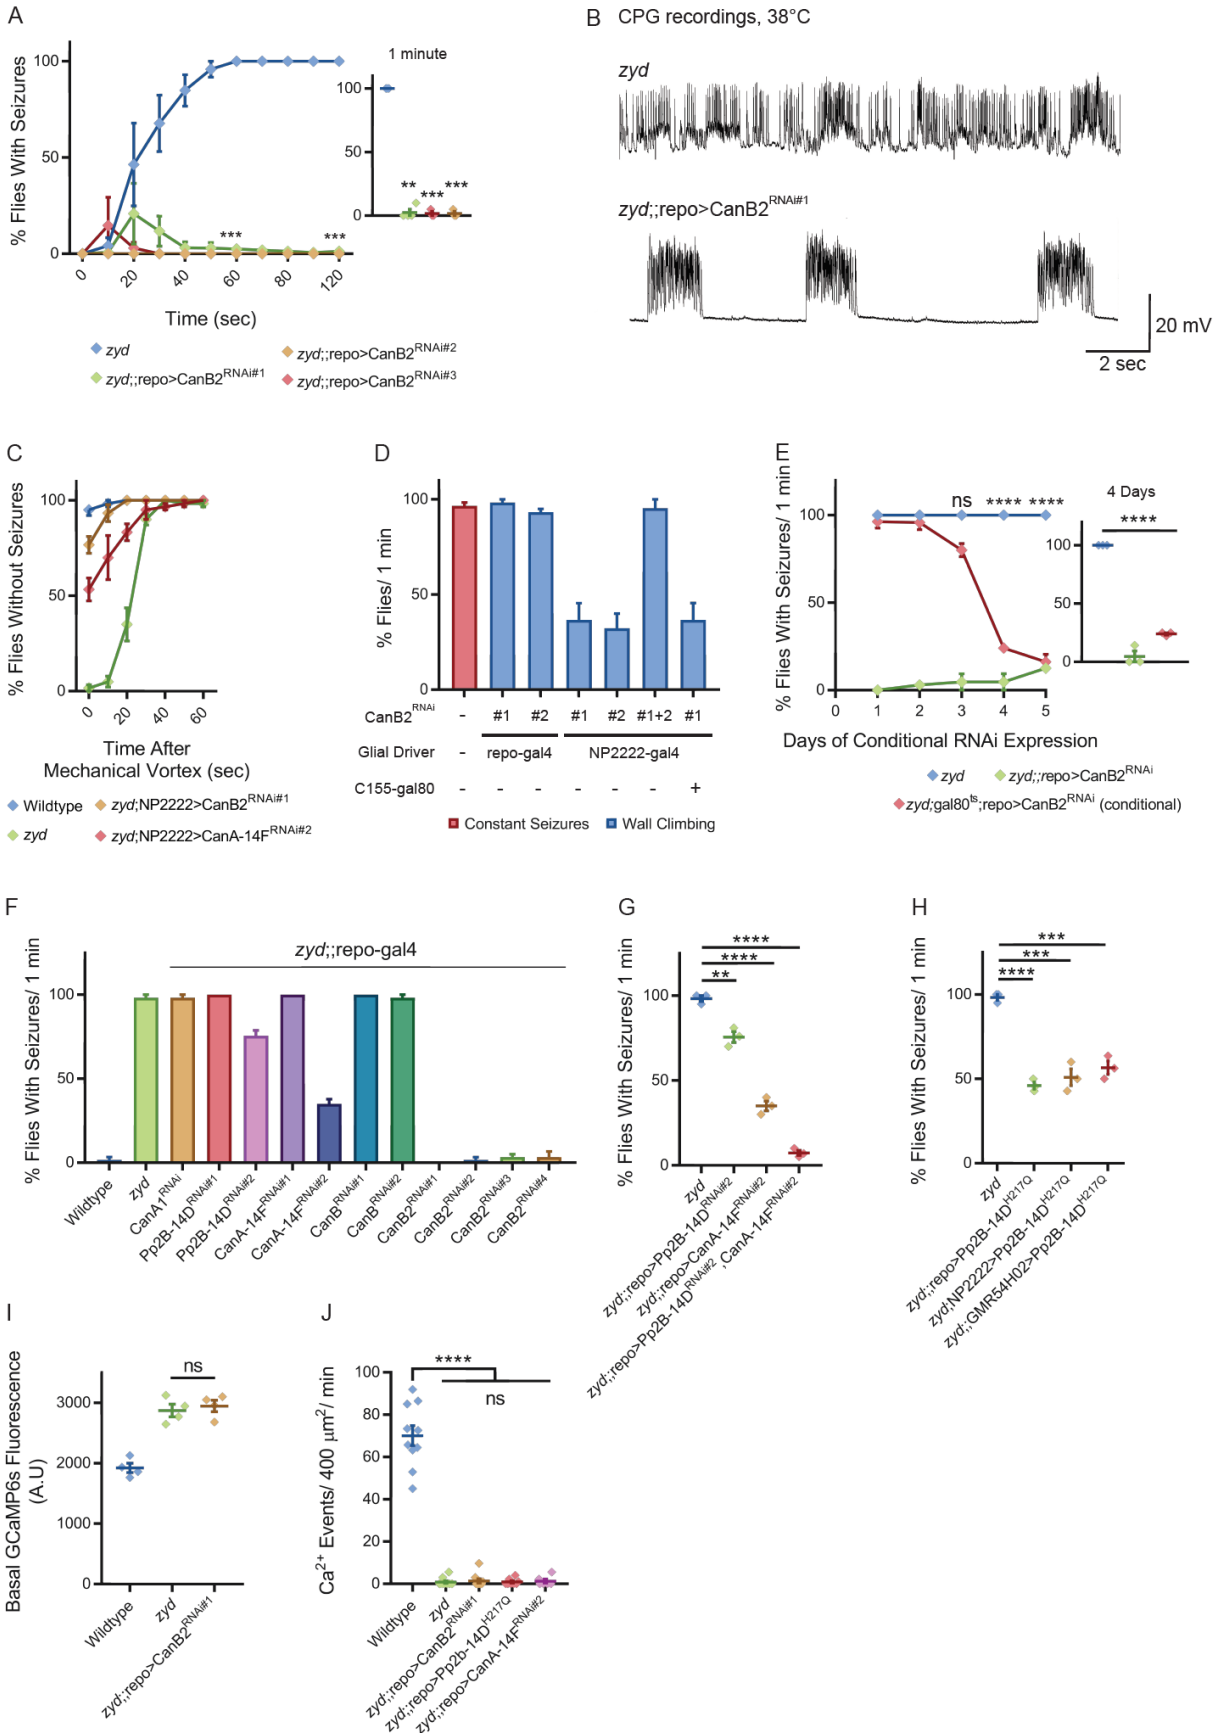 A
% Flies With Seizures
100
50
0
0
20
40
60
80
120
Time (sec)
***
***
1 minute
100
50
0
**
***
***
zyd
zyd;;repo>CanB2RNAi#1
zyd;;repo>CanB2RNAi#2
zyd;;repo>CanB2RNAi#3
B
CPG recordings, 38°C
zyd
zyd;;repo>CanB2RNAi#1
20 mV
2 sec
C
% Flies Without Seizures
100
50
0
0
20
40
60
Time After
Mechanical Vortex (sec)
Wildtype
zyd;NP2222>CanB2RNAi#1
zyd
zyd;NP2222>CanA-14FRNAi#2
D
% Flies/ 1 min
100
50
0
CanB2RNAi - #1 #2 #1 #2 #1+2 #1
Glial Driver - repo-gal4 NP2222-gal4
C155-gal80 - - - - - - +
Constant Seizures
Wall Climbing
E
% Flies With Seizures/ 1 min
100
50
0
ns **** ****
0 1 2 3 4 5
Days of Conditional RNAi Expression
4 Days
****
100
50
0
zyd
zyd;;repo>CanB2RNAi
zyd;gal80ts;repo>CanB2RNAi (conditional)
F
% Flies With Seizures/ 1 min
100
50
0
zyd;;repo-gal4
Wildtype
zyd
CanA1RNAi
Pp2B-14DRNAi#1
Pp2B-14DRNAi#2
CanA-14FRNAi#1
CanA-14FRNAi#2
CanBRNAi#1
CanBRNAi#2
CanB2RNAi#1
CanB2RNAi#2
CanB2RNAi#3
CanB2RNAi#4
G
% Flies With Seizures/ 1 min
100
50
0
****
****
**
zyd
zyd;;repo>Pp2B-14DRNAi#2
zyd;;repo>CanA-14FRNAi#2
zyd;;repo>Pp2B-14DRNAi#2,CanA-14FRNAi#2
H
% Flies With Seizures/ 1 min
100
50
0
***
***
****
zyd
zyd;;repo>Pp2B-14DH217Q
zyd;NP2222>Pp2B-14DH217Q
zyd;;GMR54H02>Pp2B-14DH217Q
I
Basal GCaMP6s Fluorescence
(A.U)
3000
2000
1000
0
ns
Wildtype
zyd
zyd;;repo>CanB2RNAi#1
J
Ca2+ Events/ 400 µm2/ min
100
80
60
40
20
0
****
ns
Wildtype
zyd
zyd;;repo>CanB2RNAi#1
zyd;;repo>Pp2b-14DH217Q
zyd;;repo>CanA-14FRNAi#2